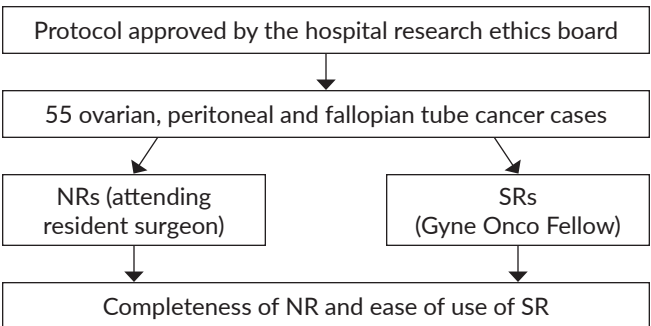 Protocol approved by the hospital research ethics board
55 ovarian, peritoneal and fallopian tube cancer cases
NRs (attending
resident surgeon)
SRs
(Gyne Onco Fellow)
Completeness of NR and ease of use of SR